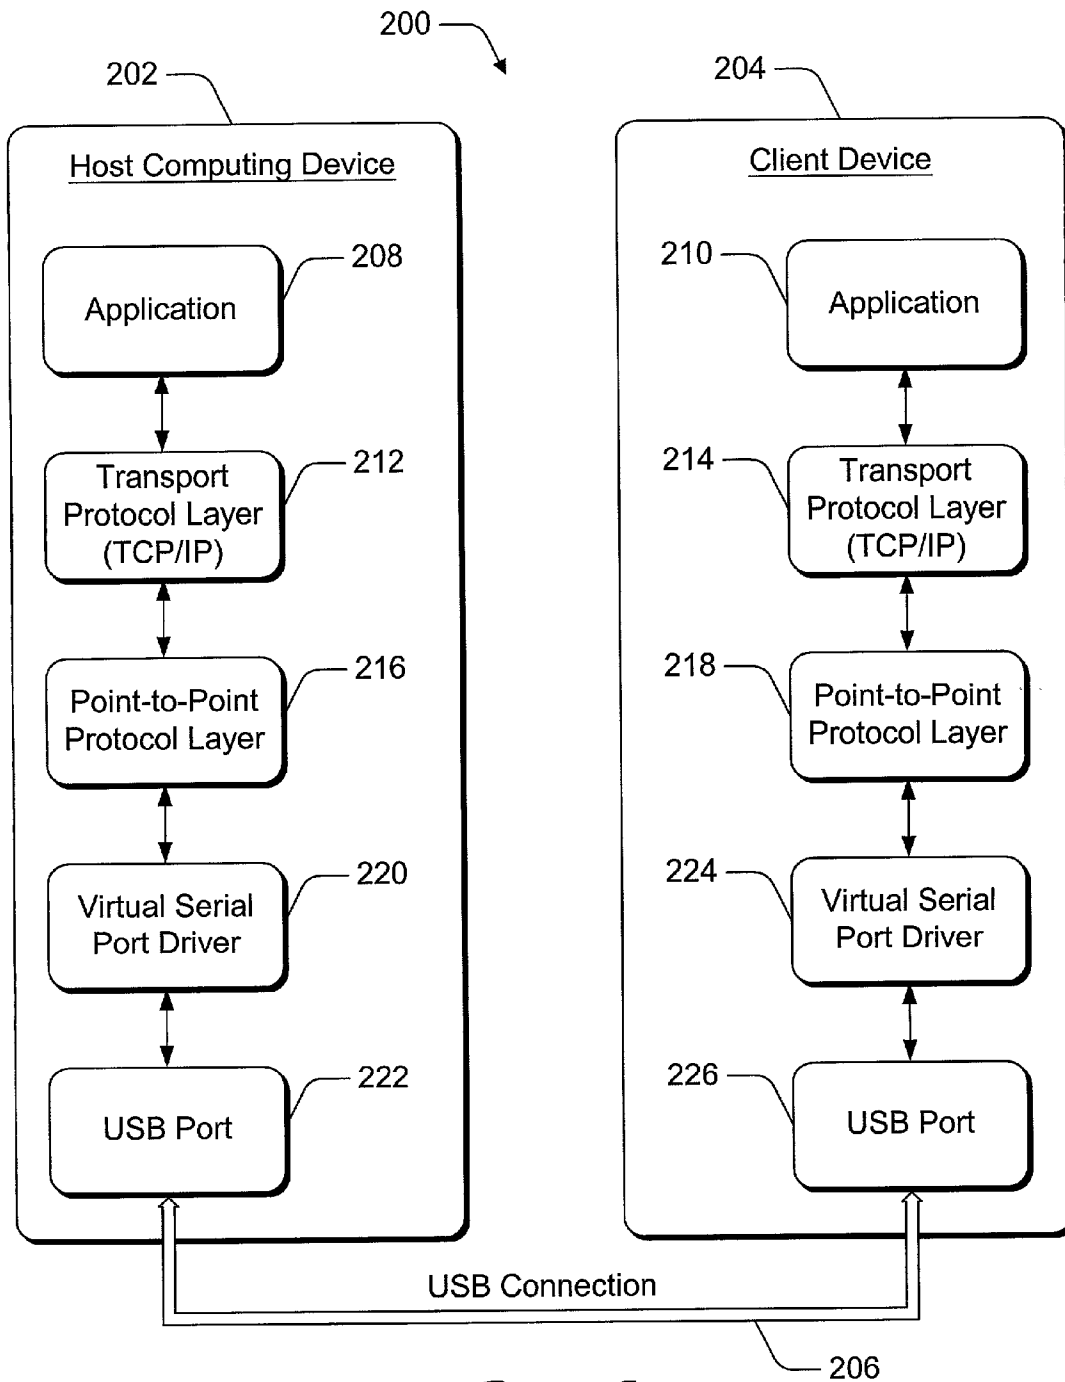 200
202
204
Host Computing Device
Client Device
208
Application
210
Application
212
Transport
Protocol Layer
(TCP/IP)
214
Transport
Protocol Layer
(TCP/IP)
216
Point-to-Point
Protocol Layer
218
Point-to-Point
Protocol Layer
220
Virtual Serial
Port Driver
224
Virtual Serial
Port Driver
222
USB Port
226
USB Port
USB Connection
206